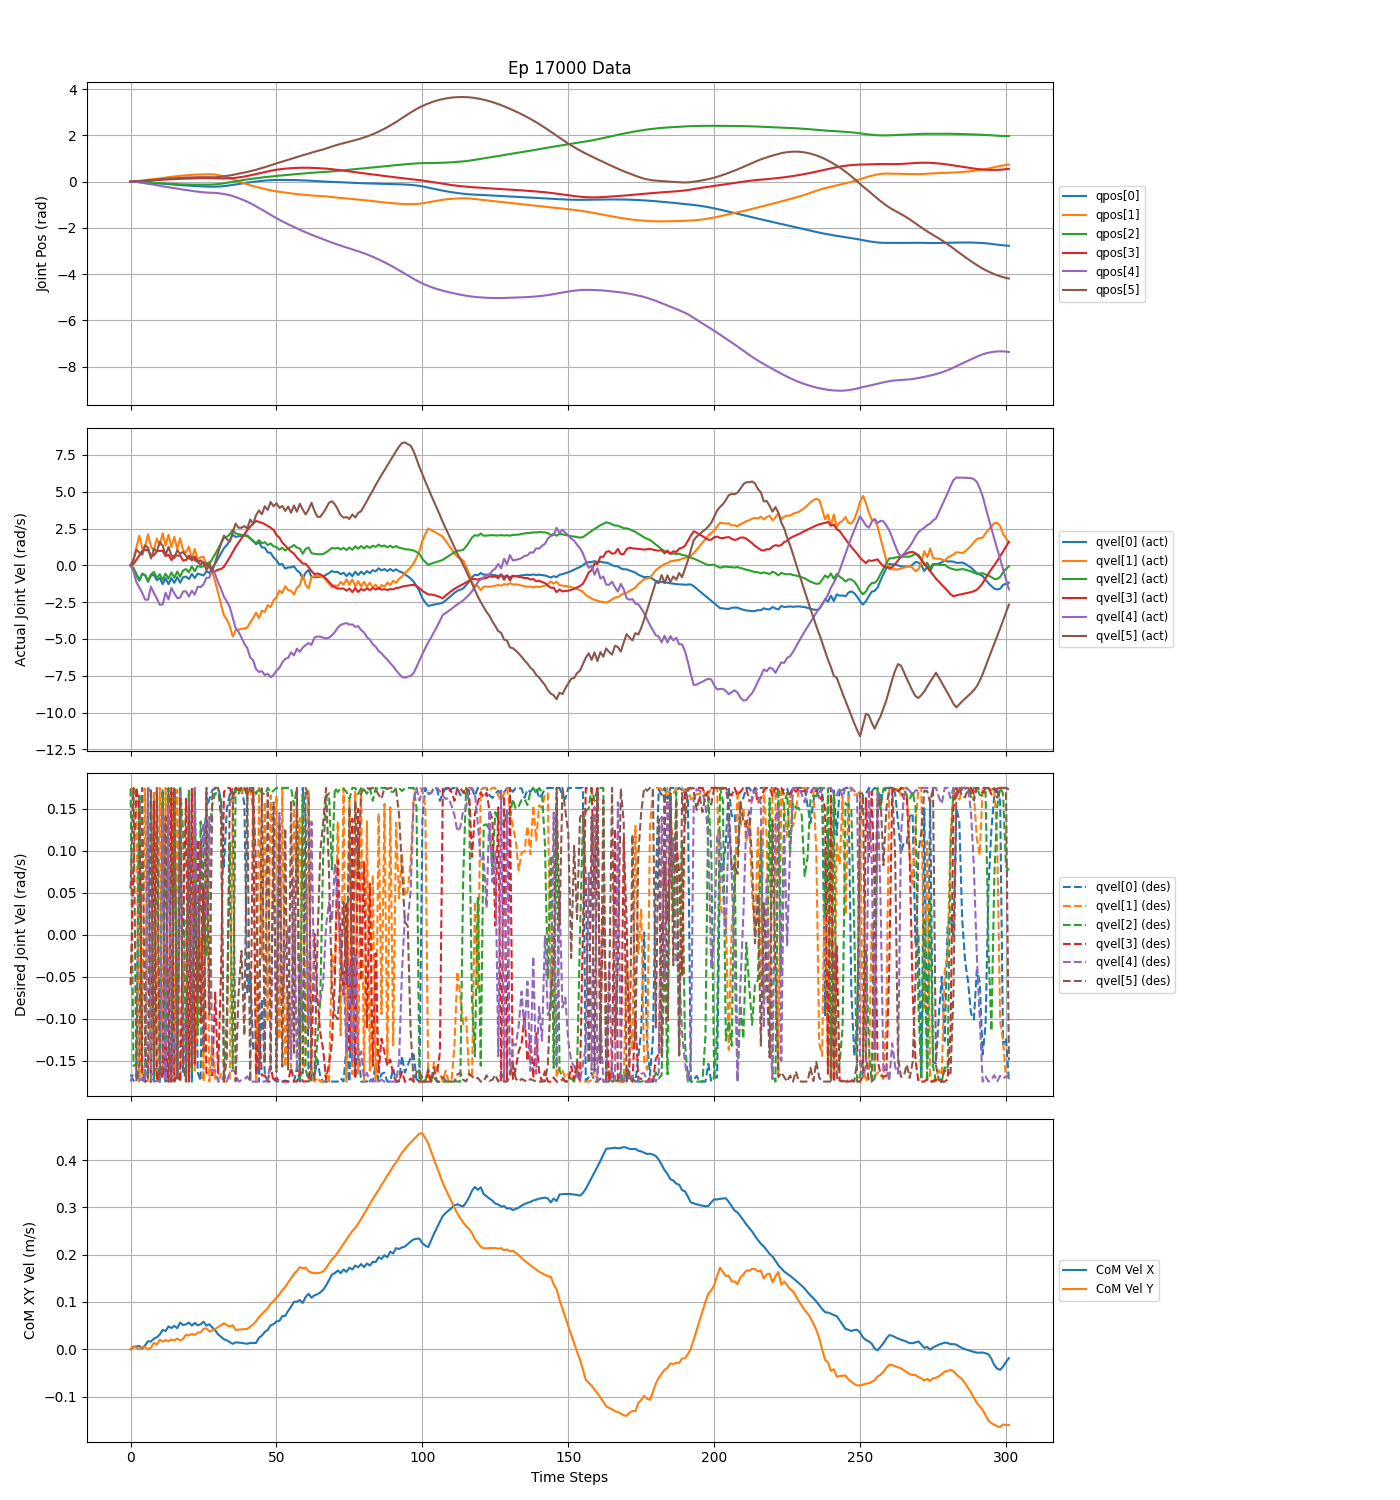 Ep 17000 Data
Joint Pos (rad)
4
2
0
−2
−4
−6
−8
qpos[0]
qpos[1]
qpos[2]
qpos[3]
qpos[4]
qpos[5]
Actual Joint Vel (rad/s)
7.5
5.0
2.5
0.0
−2.5
−5.0
−7.5
−10.0
−12.5
qvel[0] (act)
qvel[1] (act)
qvel[2] (act)
qvel[3] (act)
qvel[4] (act)
qvel[5] (act)
Desired Joint Vel (rad/s)
0.15
0.10
0.05
0.00
−0.05
−0.10
−0.15
qvel[0] (des)
qvel[1] (des)
qvel[2] (des)
qvel[3] (des)
qvel[4] (des)
qvel[5] (des)
CoM XY Vel (m/s)
0.4
0.3
0.2
0.1
0.0
−0.1
CoM Vel X
CoM Vel Y
0 50 100 150 200 250 300
Time Steps